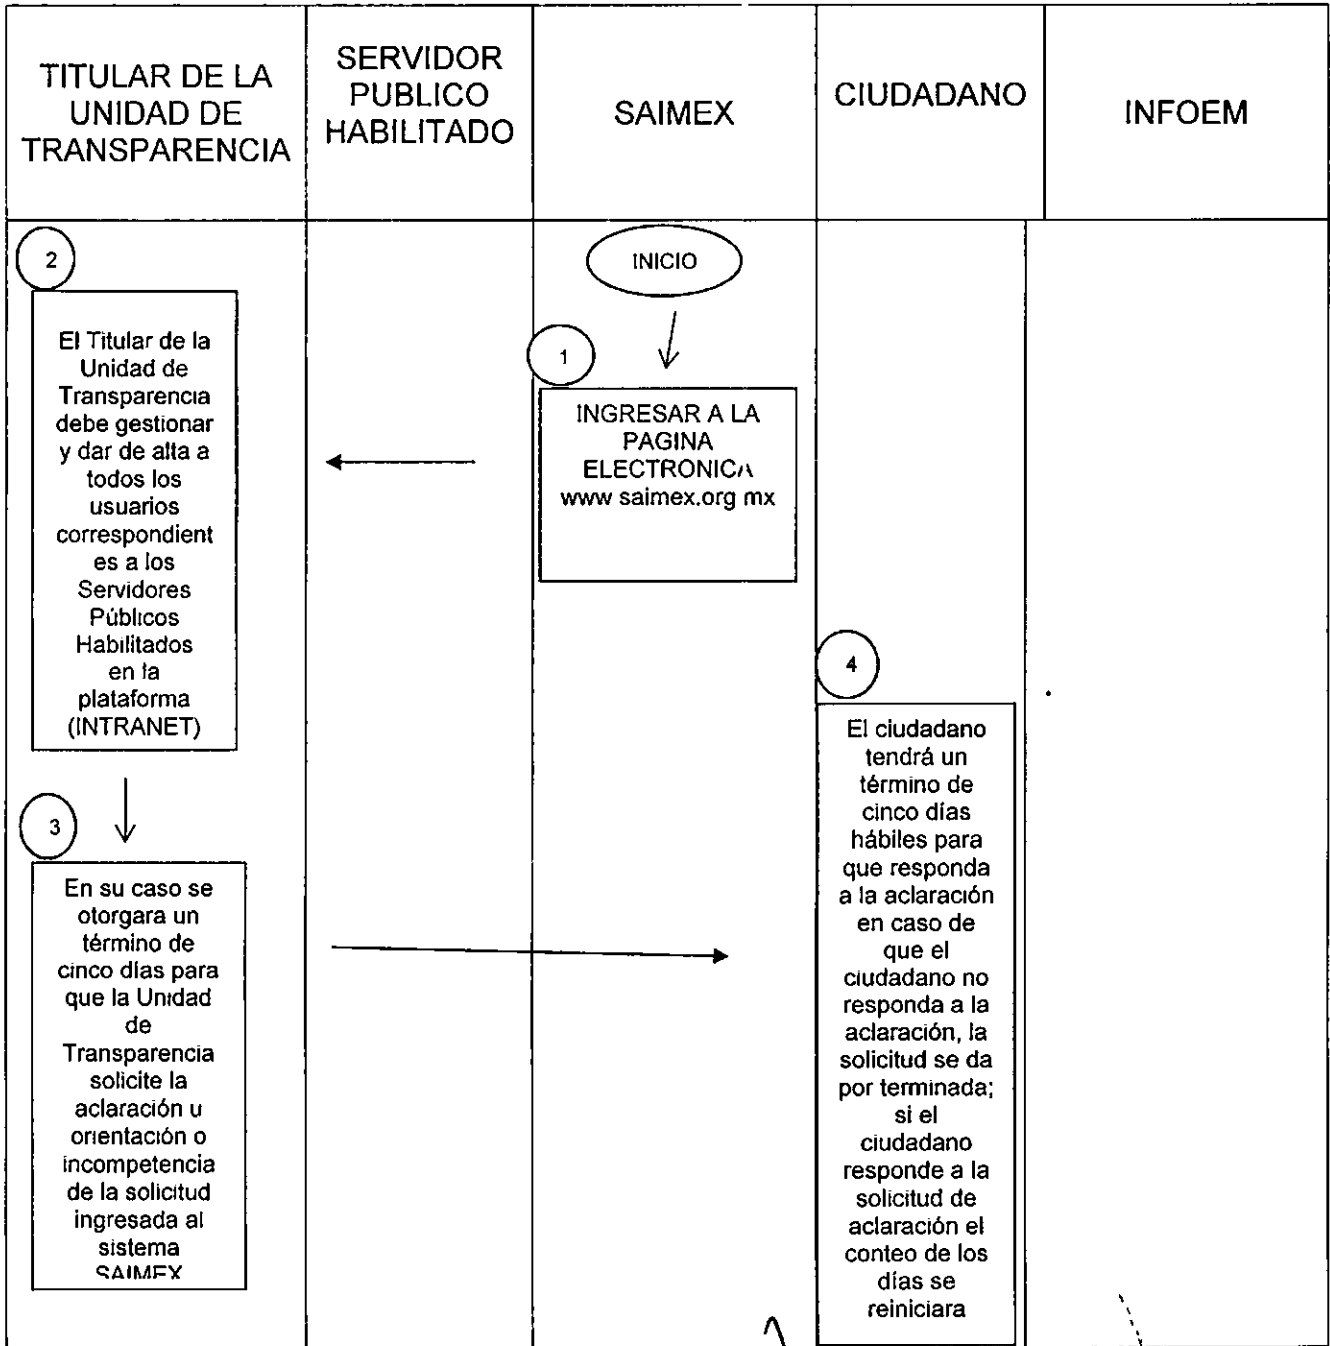 TITULAR DE LA
UNIDAD DE
TRANSPARENCIA
SERVIDOR
PUBLICO
HABILITADO
SAIMEX
CIUDADANO
INFOEM
INICIO
1
INGRESAR A LA
PAGINA
ELECTRONICA
www saimex.org mx
2
El Titular de la
Unidad de
Transparencia
debe gestionar
y dar de alta a
todos los
usuarios
correspondient
es a los
Servidores
Públicos
Habilitados
en la
plataforma
(INTRANET)
3
En su caso se
otorgara un
término de
cinco días para
que la Unidad
de
Transparencia
solicite la
aclaración u
orientación o
incompetencia
de la solicitud
ingresada al
sistema
SAIMEX
4
El ciudadano
tendrá un
término de
cinco días
hábiles para
que responda
a la aclaración
en caso de
que el
ciudadano no
responda a la
aclaración, la
solicitud se da
por terminada;
si el
ciudadano
responde a la
solicitud de
aclaración el
conteo de los
días se
reiniciara